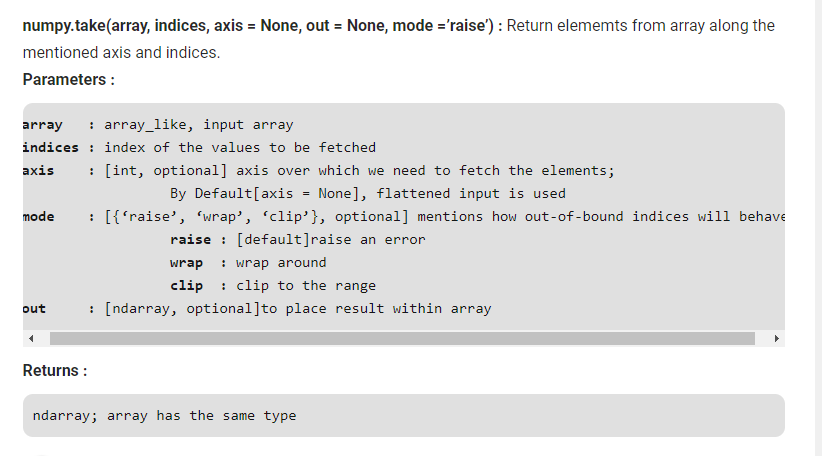 numpy.take(array, indices, axis = None, out = None, mode =’raise’) : Return elememts from array along the
mentioned axis and indices.
Parameters :
array : array_like, input array
indices : index of the values to be fetched
axis : [int, optional] axis over which we need to fetch the elements;
By Default[axis = None], flattened input is used
mode : [{‘raise’, ‘wrap’, ‘clip’}, optional] mentions how out-of-bound indices will behave
raise : [default]raise an error
wrap : wrap around
clip : clip to the range
out : [ndarray, optional]to place result within array
Returns :
ndarray; array has the same type